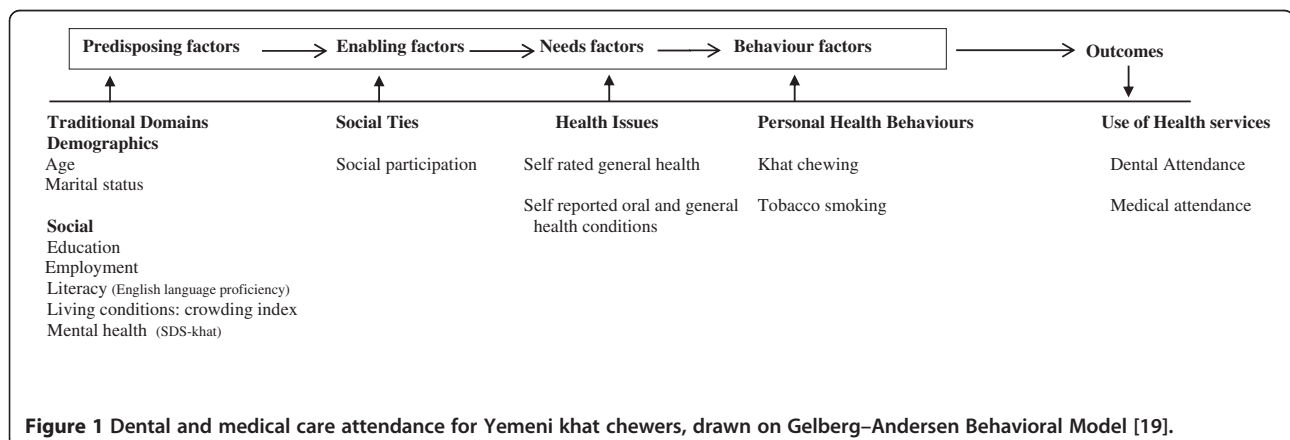 Predisposing factors Enabling factors Needs factors Behaviour factors Outcomes
Traditional Domains Social Ties Health Issues Personal Health Behaviours Use of Health services
Demographics
Age Social participation Self rated general health Khat chewing Dental Attendance
Marital status
Self reported oral and general Tobacco smoking Medical attendance
Social health conditions
Education
Employment
Literacy (English language proficiency)
Living conditions: crowding index
Mental health (SDS-khat)
Figure 1 Dental and medical care attendance for Yemeni khat chewers, drawn on Gelberg–Andersen Behavioral Model [19].